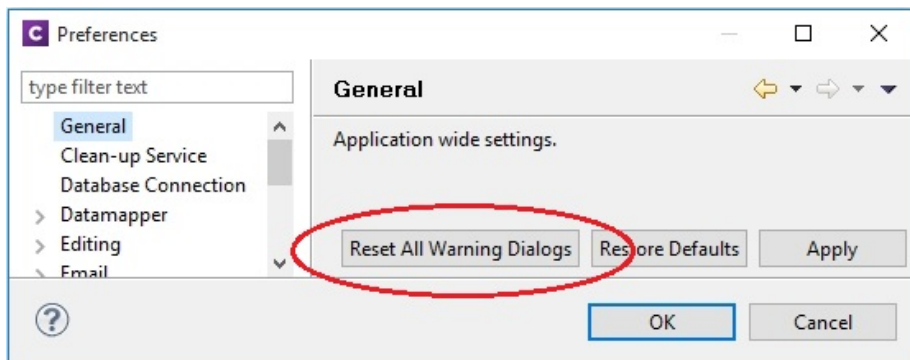 C Preferences
type filter text
General
Clean-up Service
Database Connection
Datamapper
Editing
Email
General
Application wide settings.
Reset All Warning Dialogs Restore Defaults Apply
? OK Cancel